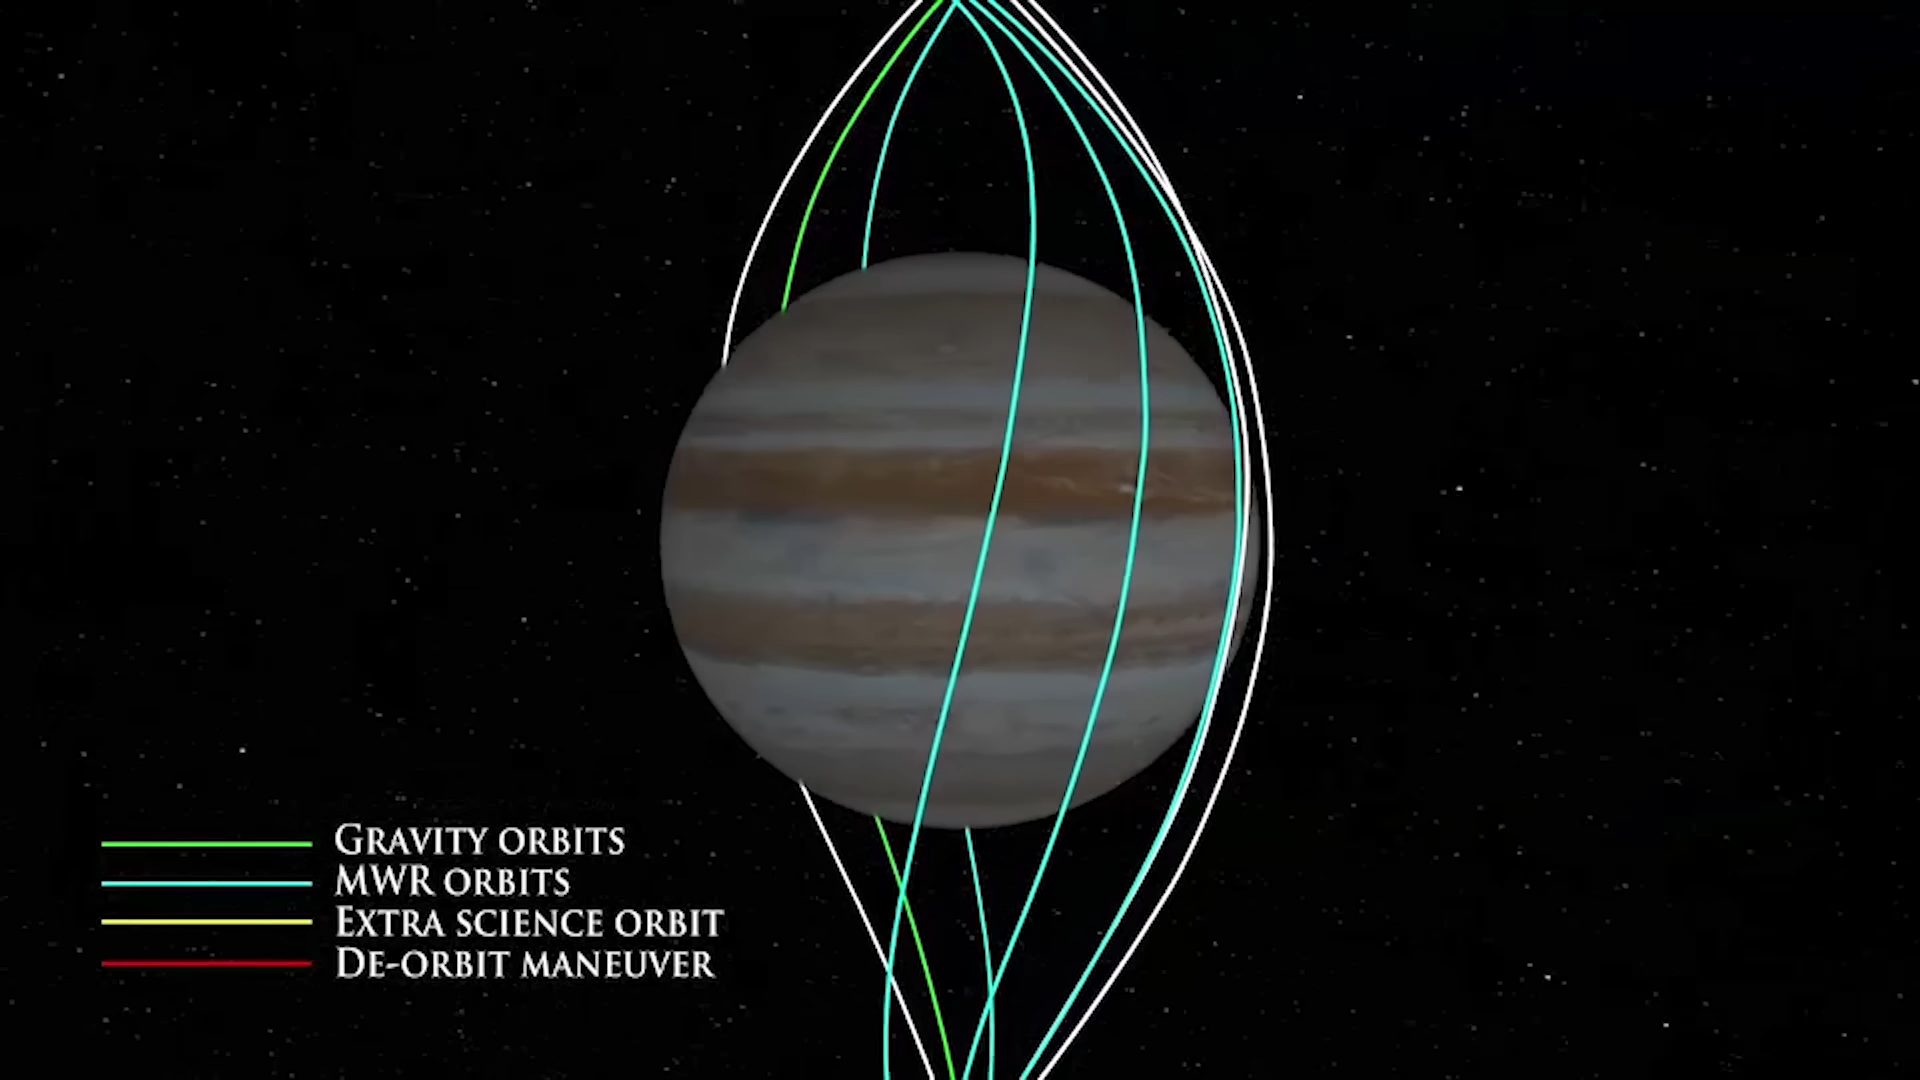 Gravity orbits
MWR orbits
Extra science orbit
De-orbit maneuver